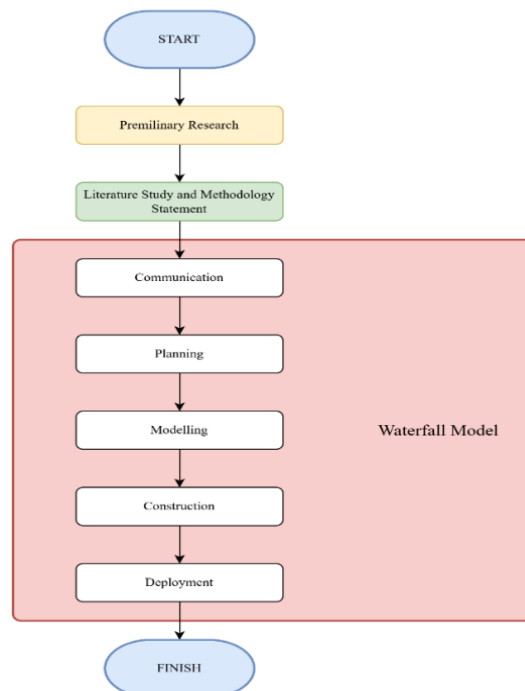 START
Premilinary Research
Literature Study and Methodology
Statement
Communication
Planning
Modelling
Waterfall Model
Construction
Deployment
FINISH